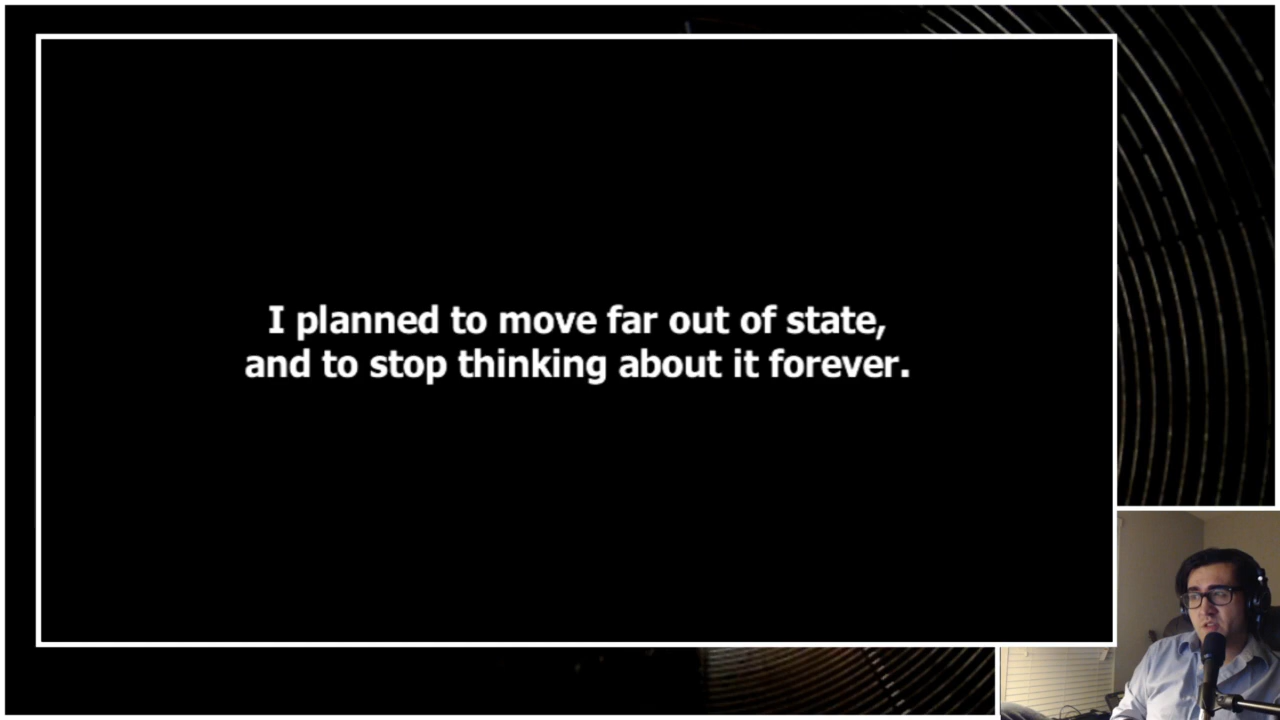 I planned to move far out of state,
and to stop thinking about it forever.